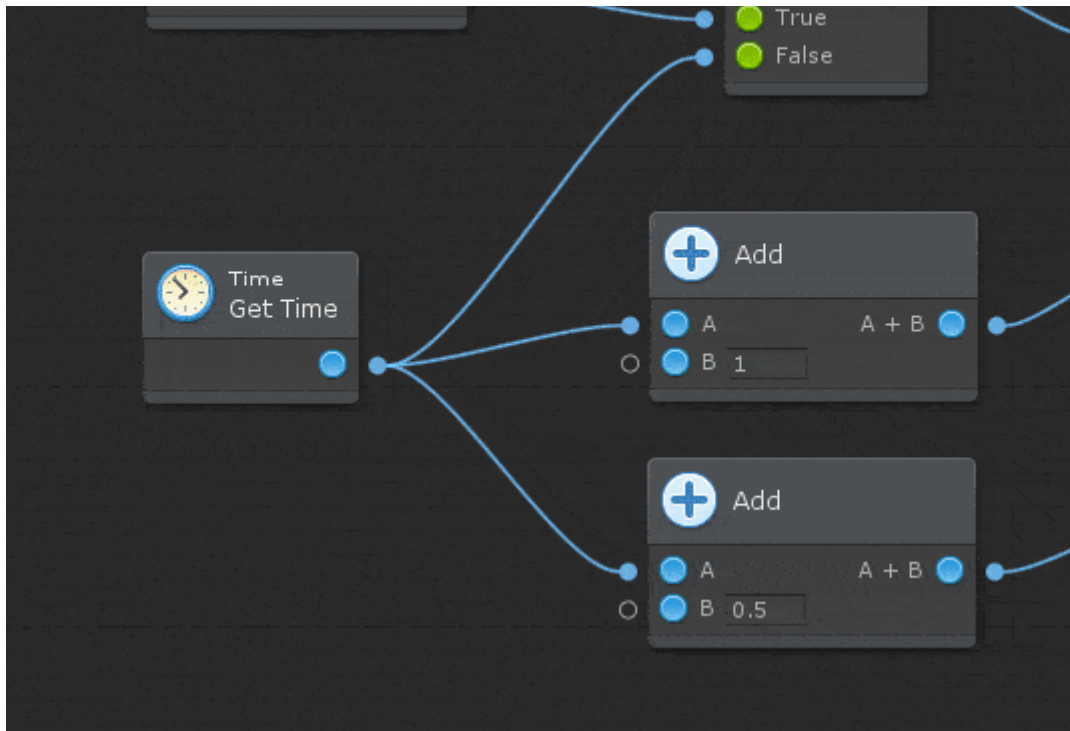 True
False
Time
Get Time
Add
A A + B
B 1
Add
A A + B
B 0.5